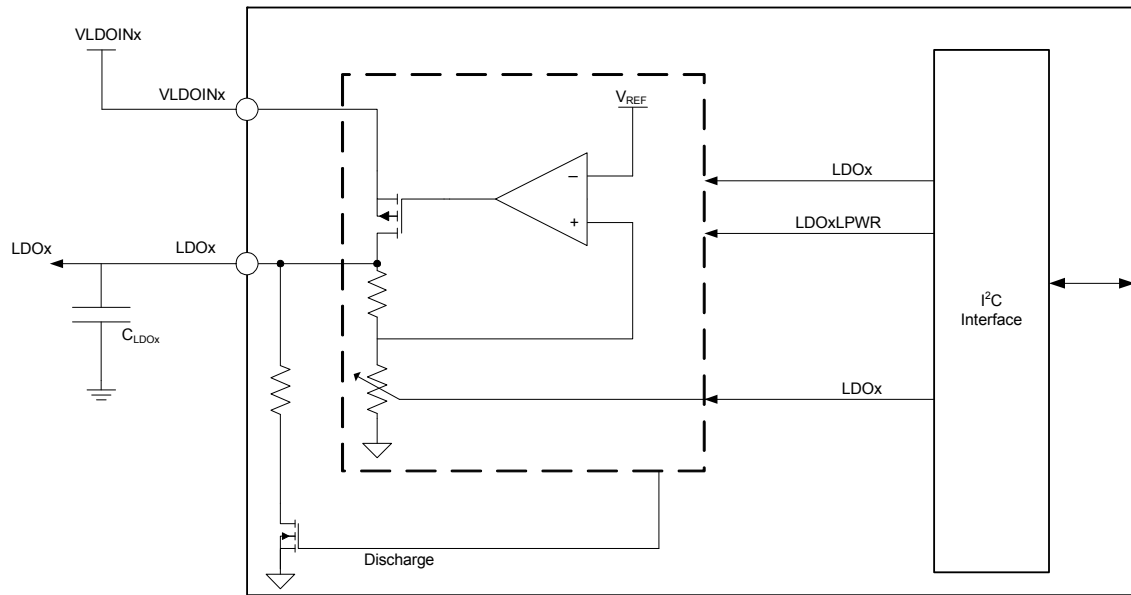 VLDOINx
VLDOINx
VREF
−
+
LDOx
LDOxLPWR
LDOx
LDOx
CLDOx
I²C
Interface
LDOx
Discharge